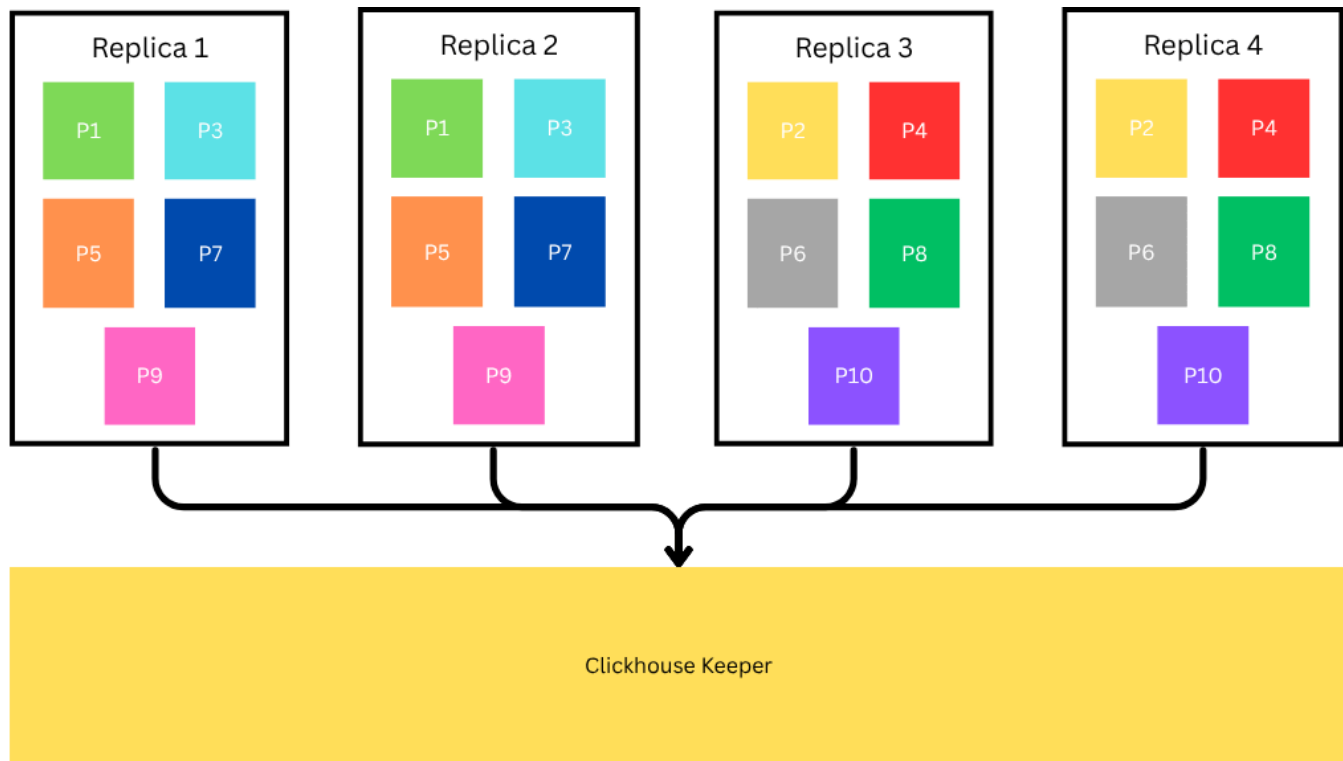 Replica 1
P1
P3
P5
P7
P9
Replica 2
P1
P3
P5
P7
P9
Replica 3
P2
P4
P6
P8
P10
Replica 4
P2
P4
P6
P8
P10
Clickhouse Keeper